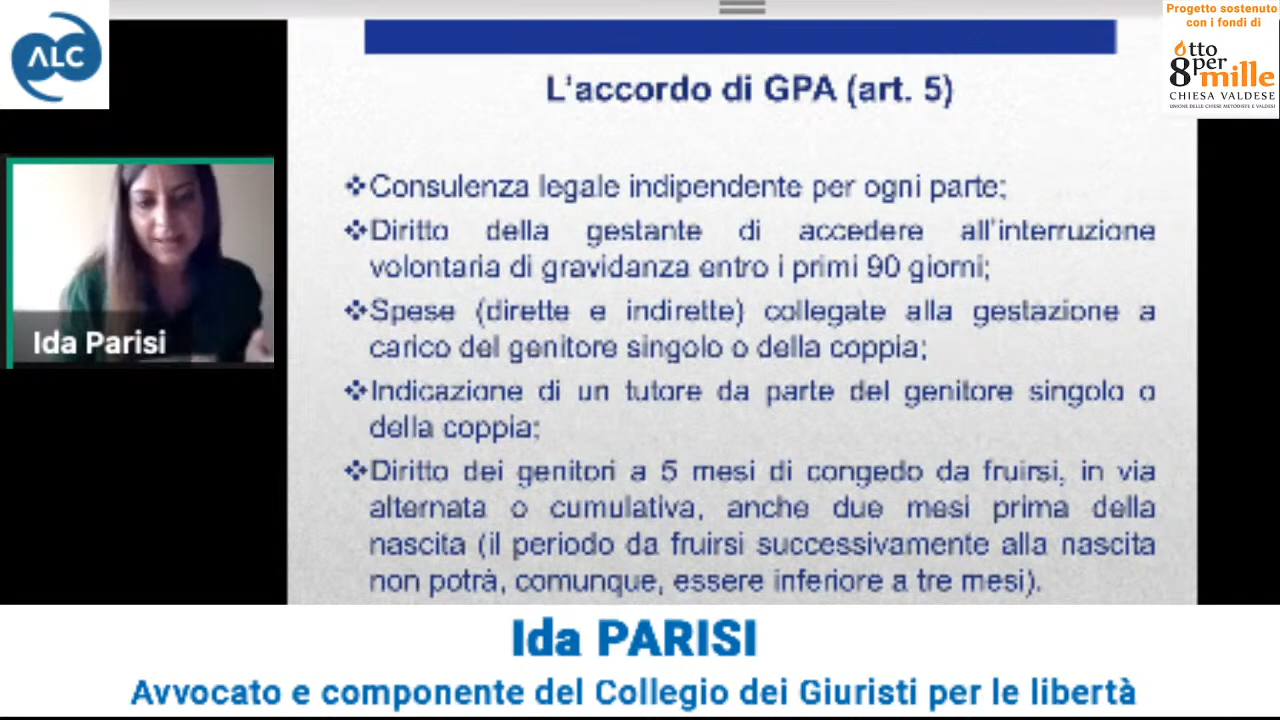 ALC
Progetto sostenuto
con i fondi di
8
otto
per
mille
CHIESA VALDESE
UNIONE DELLE CHIESE METODISTE E VALDESI
L'accordo di GPA (art. 5)
❖Consulenza legale indipendente per ogni parte;
❖Diritto della gestante di accedere all'interruzione
volontaria di gravidanza entro i primi 90 giorni;
❖Spese (dirette e indirette) collegate alla gestazione a
carico del genitore singolo o della coppia;
❖Indicazione di un tutore da parte del genitore singolo o
della coppia;
❖Diritto dei genitori a 5 mesi di congedo da fruirsi, in via
alternata o cumulativa, anche due mesi prima della
nascita (il periodo da fruirsi successivamente alla nascita
non potrà, comunque, essere inferiore a tre mesi).
Ida Parisi
Ida PARISI
Avvocato e componente del Collegio dei Giuristi per le libertà